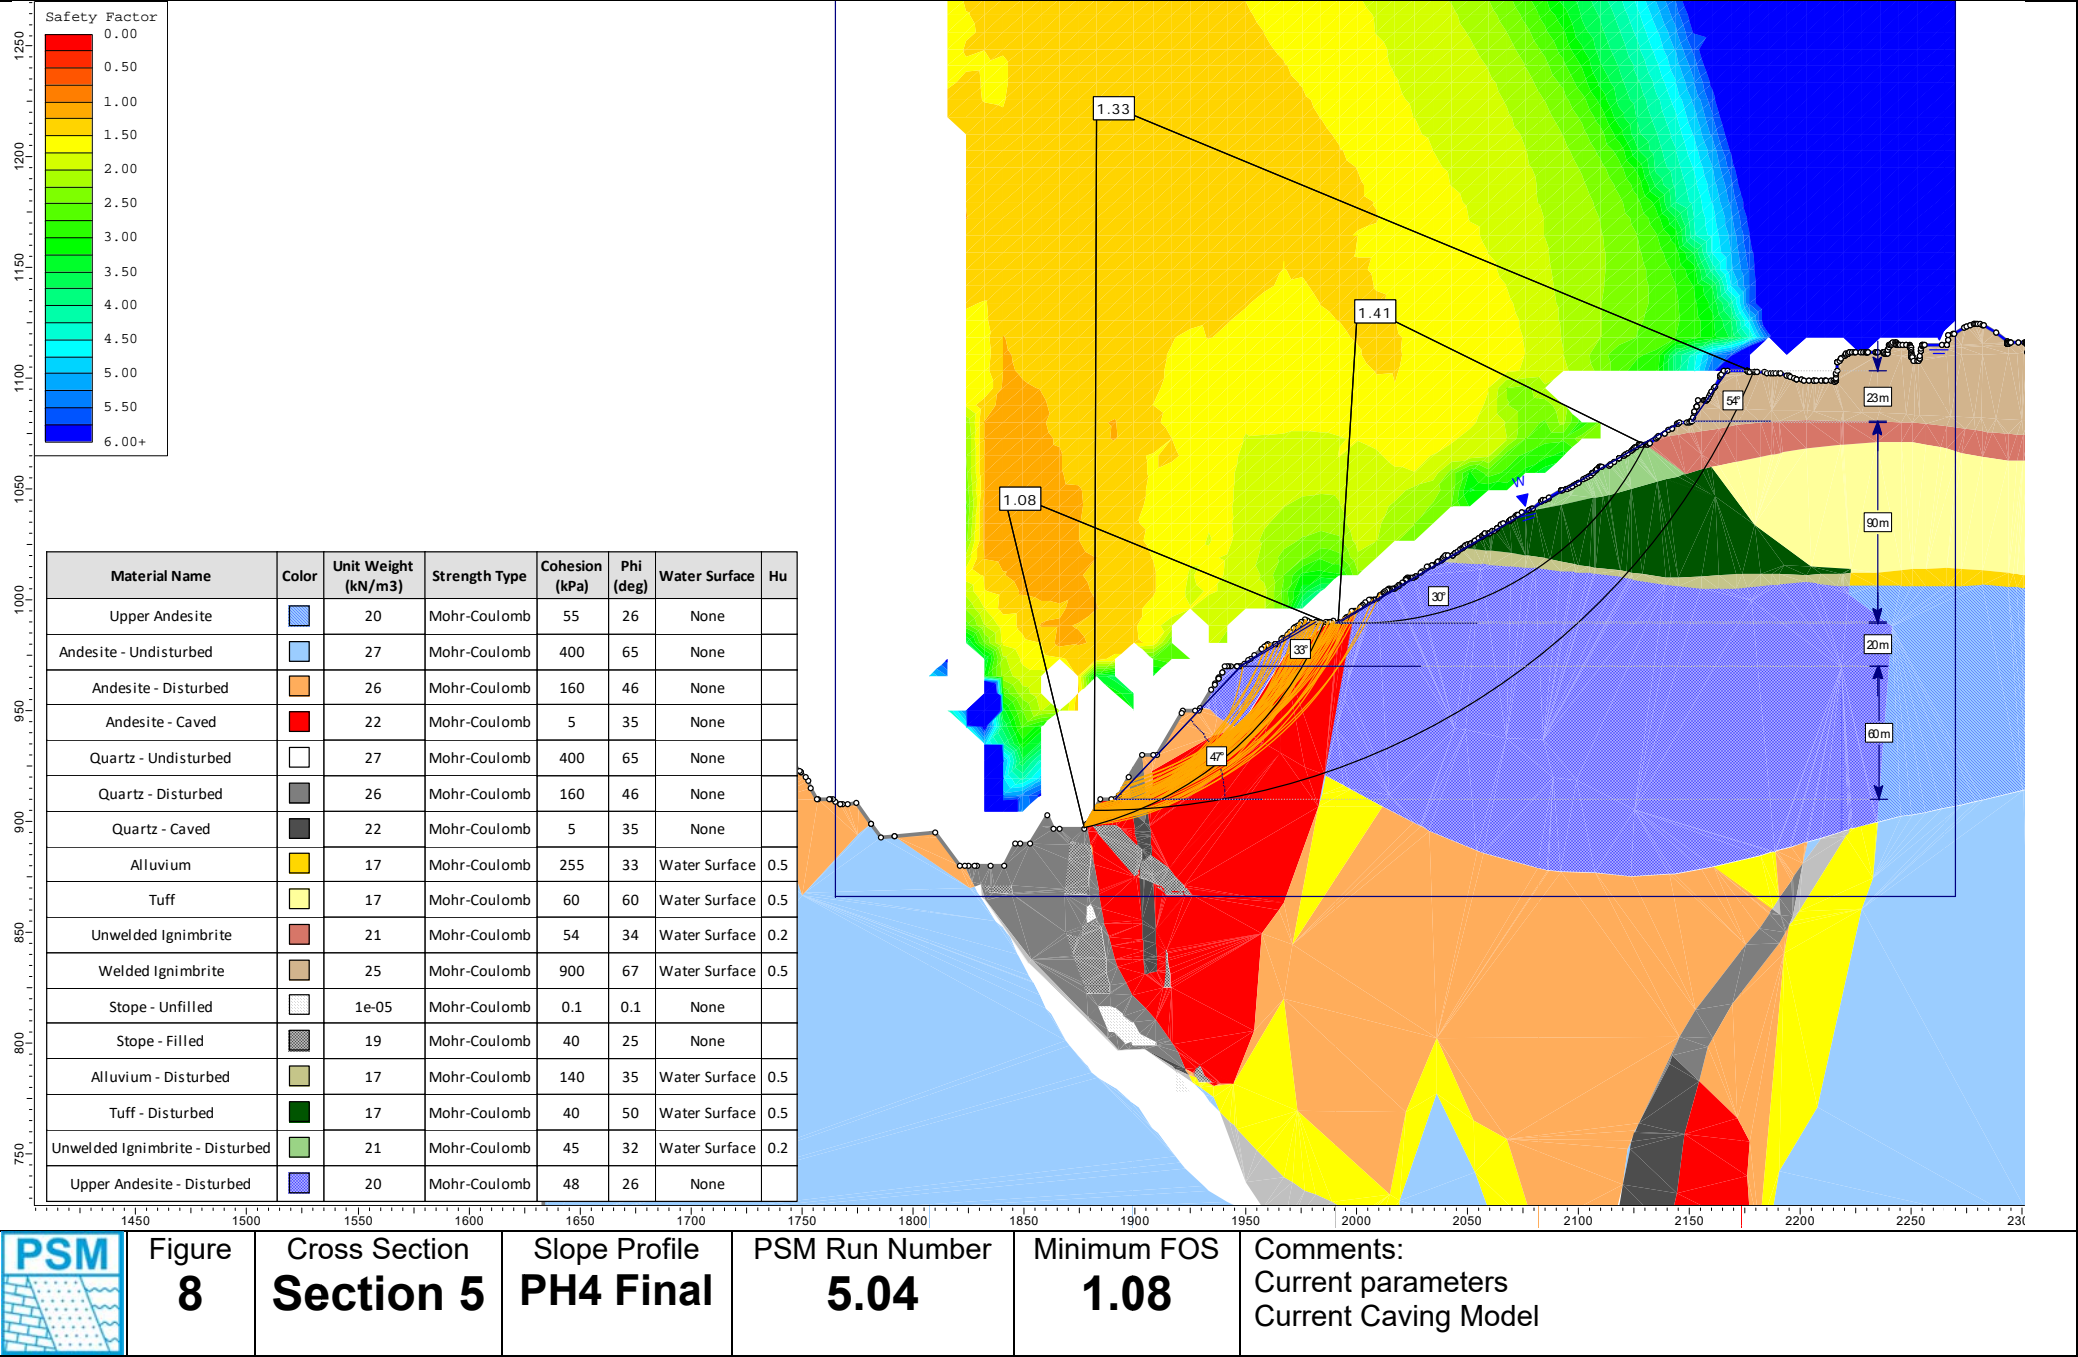 Safety Factor
0.00
0.50
1.00
1.50
2.00
2.50
3.00
3.50
4.00
4.50
5.00
5.50
6.00+
1250
1200
1150
1100
1050
1000
950
900
850
800
750
1.33
1.41
1.08
54°
23m
90m
W
30°
20m
33°
60m
47°
Material Name Color Unit Weight (kN/m3) Strength Type Cohesion (kPa) Phi (deg) Water Surface Hu
Upper Andesite 20 Mohr-Coulomb 55 26 None
Andesite - Undisturbed 27 Mohr-Coulomb 400 65 None
Andesite - Disturbed 26 Mohr-Coulomb 160 46 None
Andesite - Caved 22 Mohr-Coulomb 5 35 None
Quartz - Undisturbed 27 Mohr-Coulomb 400 65 None
Quartz - Disturbed 26 Mohr-Coulomb 160 46 None
Quartz - Caved 22 Mohr-Coulomb 5 35 None
Alluvium 17 Mohr-Coulomb 255 33 Water Surface 0.5
Tuff 17 Mohr-Coulomb 60 60 Water Surface 0.5
Unwelded Ignimbrite 21 Mohr-Coulomb 54 34 Water Surface 0.2
Welded Ignimbrite 25 Mohr-Coulomb 900 67 Water Surface 0.5
Stope - Unfilled 1e-05 Mohr-Coulomb 0.1 0.1 None
Stope - Filled 19 Mohr-Coulomb 40 25 None
Alluvium - Disturbed 17 Mohr-Coulomb 140 35 Water Surface 0.5
Tuff - Disturbed 17 Mohr-Coulomb 40 50 Water Surface 0.5
Unwelded Ignimbrite - Disturbed 21 Mohr-Coulomb 45 32 Water Surface 0.2
Upper Andesite - Disturbed 20 Mohr-Coulomb 48 26 None
1450 1500 1550 1600 1650 1700 1750 1800 1850 1900 1950 2000 2050 2100 2150 2200 2250 230
PSM
Figure
8
Cross Section
Section 5
Slope Profile
PH4 Final
PSM Run Number
5.04
Minimum FOS
1.08
Comments:
Current parameters
Current Caving Model